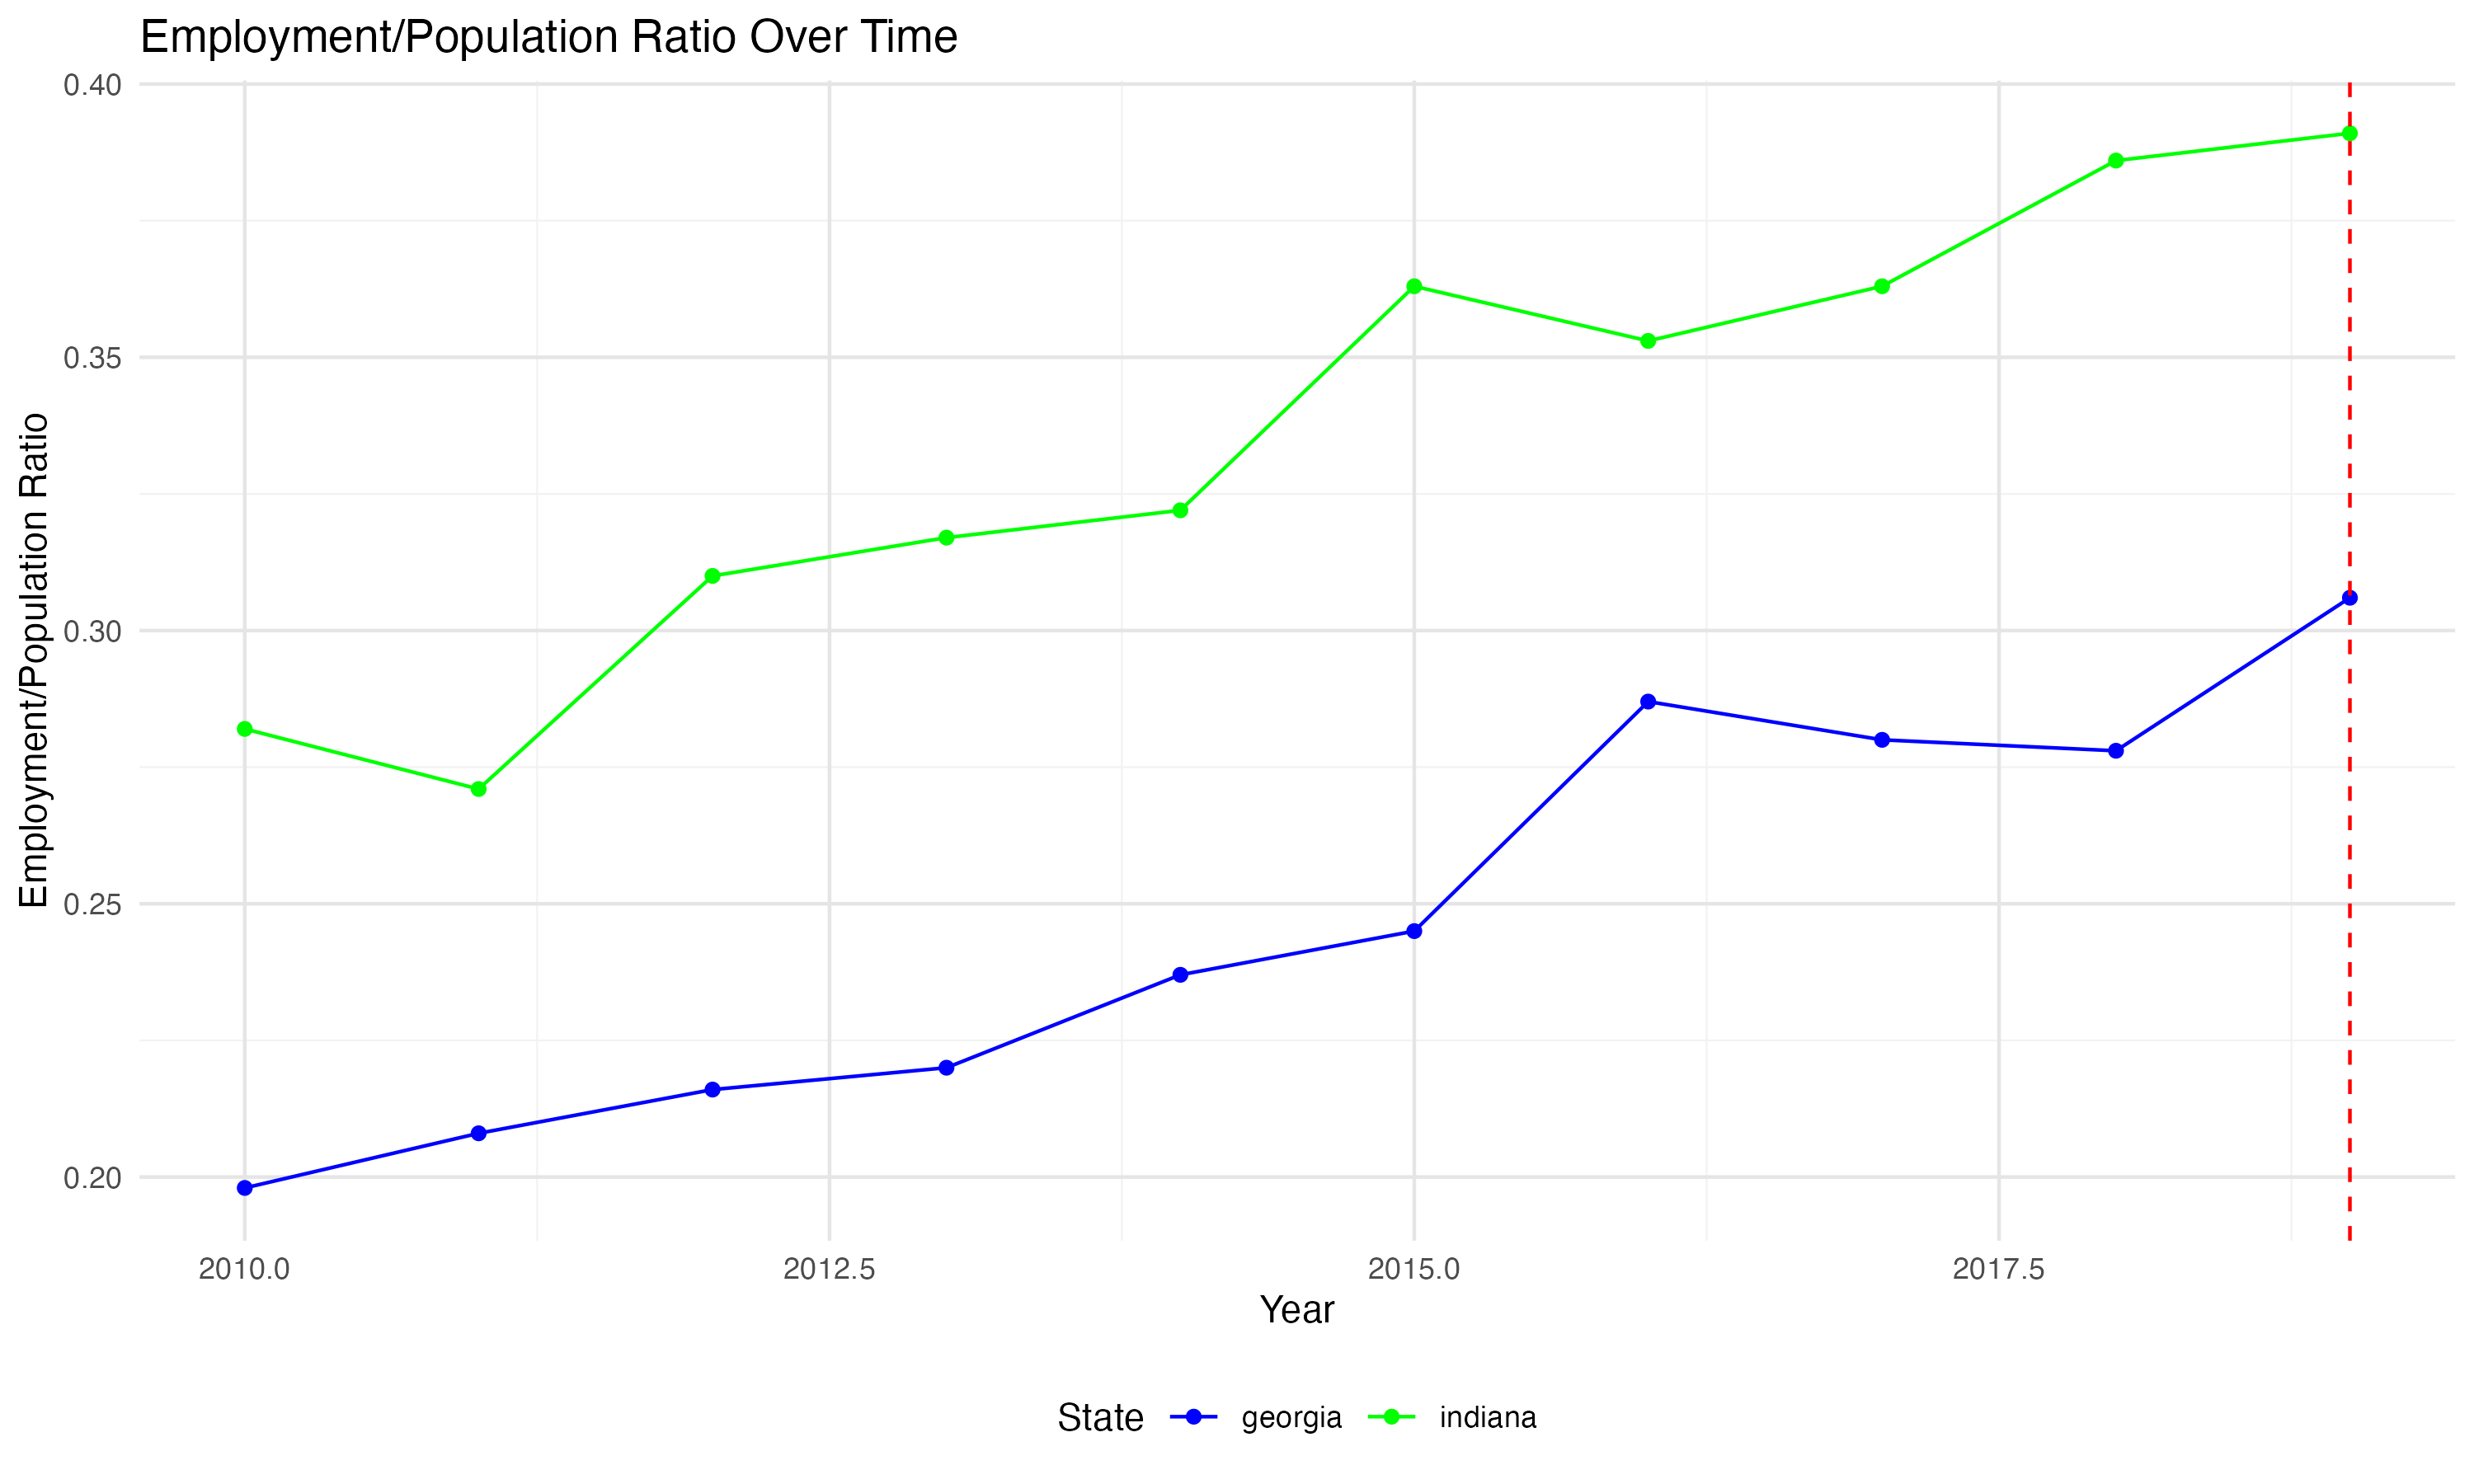 Employment/Population Ratio Over Time
Employment/Population Ratio
0.40
0.35
0.30
0.25
0.20
2010.0 2012.5 2015.0 2017.5
Year
State georgia indiana